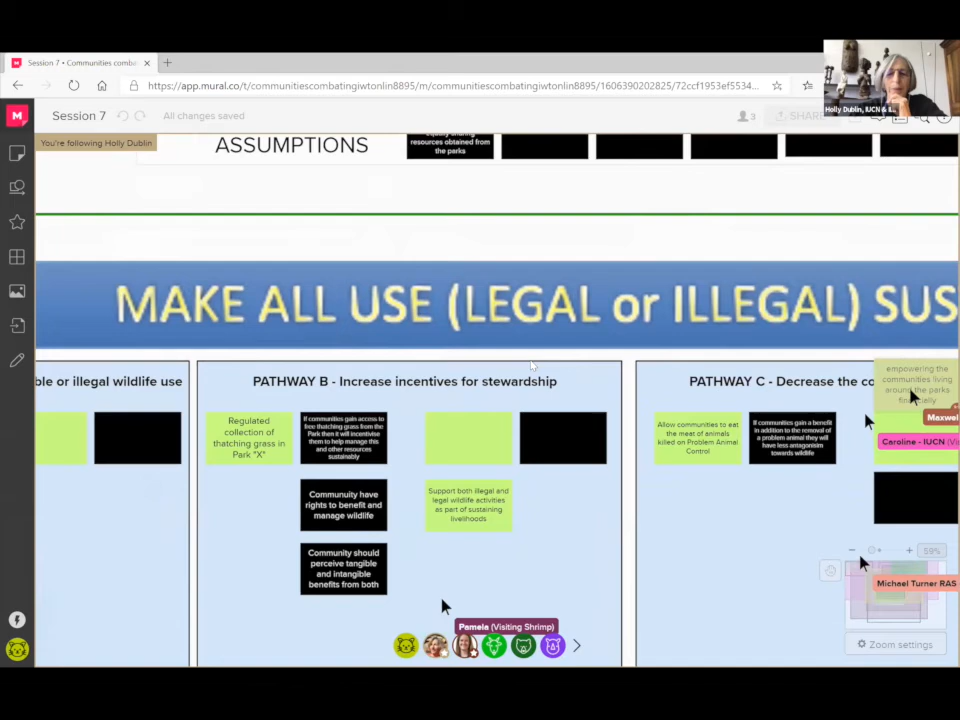 Session 7 • Communities comba
https://app.mural.co/t/communitiescombatingiwtonlin8895/m/communitiescombatingiwtonlin8895/1606390202825/72ccf1953ef5534...
Holly Dublin, IUCN & I...
Session 7
All changes saved
3
SHARE
You're following Holly Dublin
ASSUMPTIONS
resources obtained from
the parks
MAKE ALL USE (LEGAL or ILLEGAL) SUS
ble or illegal wildlife use
PATHWAY B - Increase incentives for stewardship
Regulated
collection of
thatching grass in
Park "X"
If communities gain access to
free thatching grass from the
Park then it will incentivise
them to help manage this
and other resources
sustainably
Communuity have
rights to benefit and
manage wildlife
Community should
perceive tangible
and intangible
benefits from both
Support both illegal and
legal wildlife activities
as part of sustaining
livelihoods
PATHWAY C - Decrease the co
Allow communities to eat
the meat of animals
killed on Problem Animal
Control
If communities gain a benefit
in addition to the removal of
a problem animal they will
have less antagonism
towards wildlife
empowering the
communities living
around the parks
financially
Maxwel
Caroline - IUCN (Vi
59%
Michael Turner RAS
Pamela (Visiting Shrimp)
Zoom settings